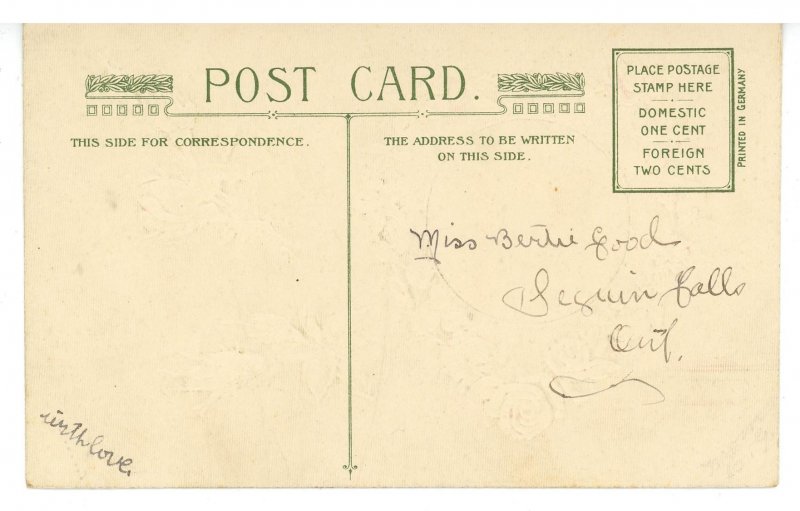 POST CARD.
THIS SIDE FOR CORRESPONDENCE.
THE ADDRESS TO BE WRITTEN
ON THIS SIDE.
PLACE POSTAGE
STAMP HERE
DOMESTIC
ONE CENT
FOREIGN
TWO CENTS
PRINTED IN GERMANY
Miss Bertie Good
Seguin Falls
Ont.
with love.